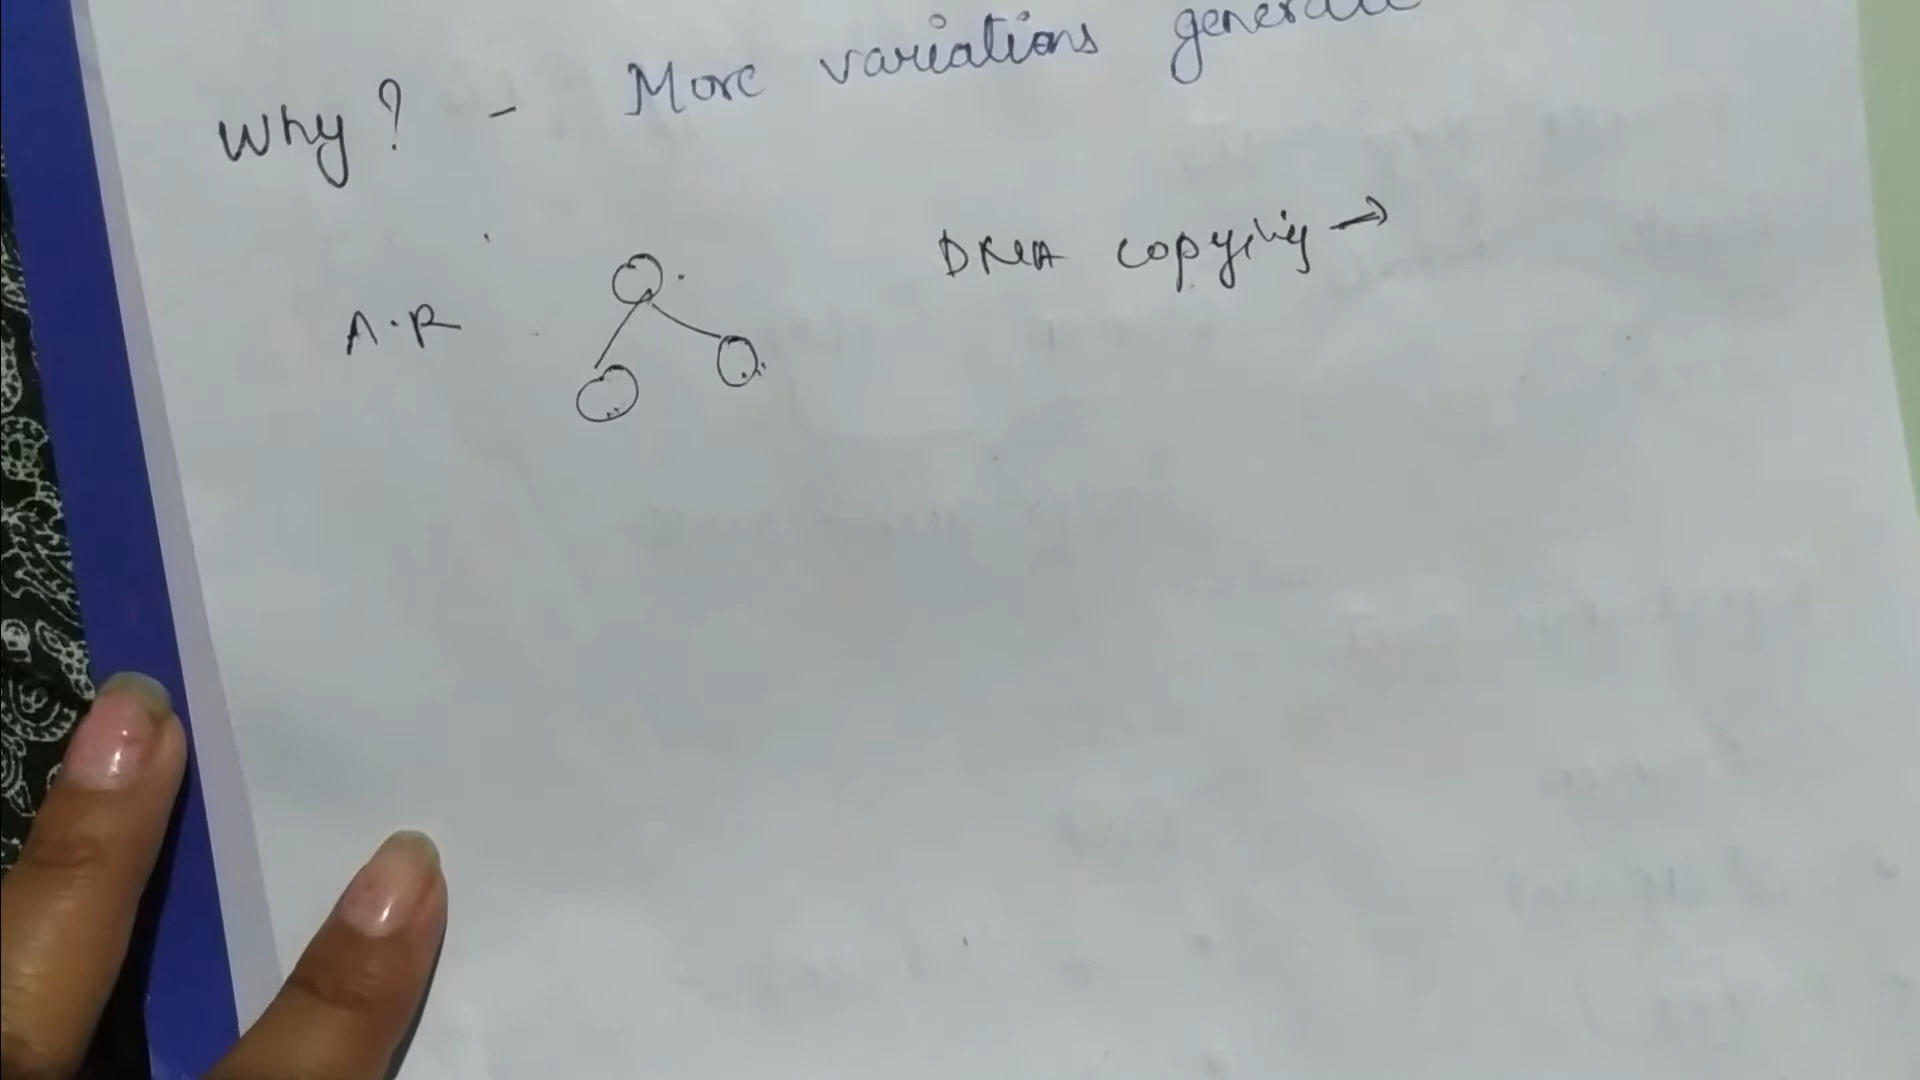 Why? - More variations
DNA copying →
A.R